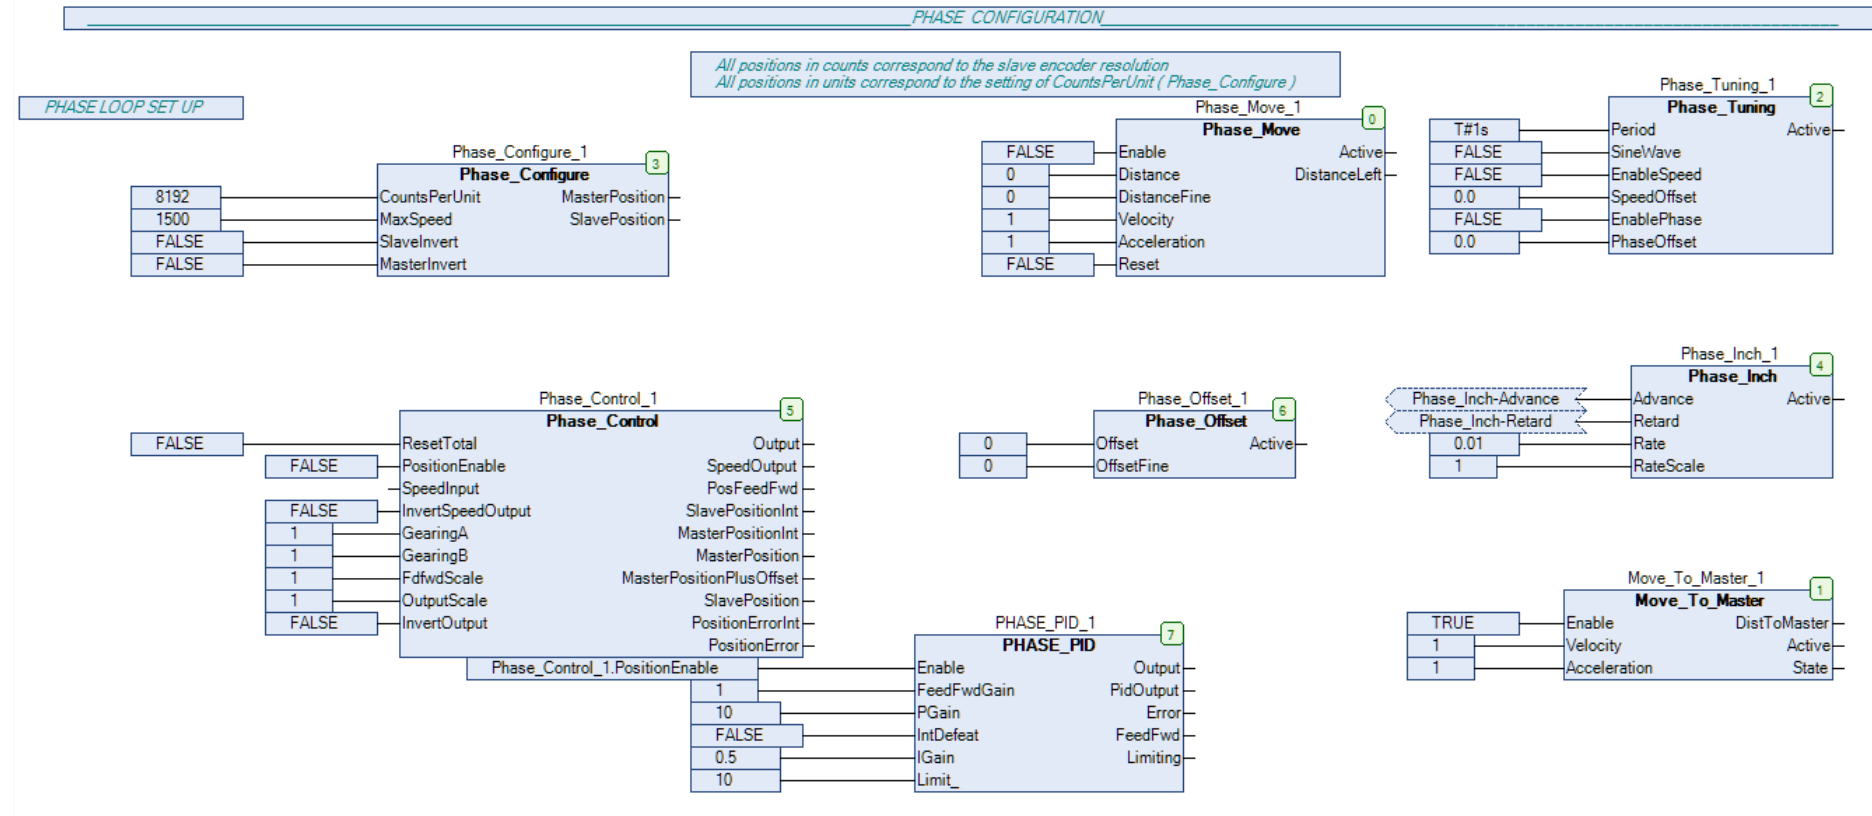 PHASE CONFIGURATION
All positions in counts correspond to the slave encoder resolution
All positions in units correspond to the setting of CountsPerUnit ( Phase_Configure )
PHASE LOOP SET UP
Phase_Configure_1
3
Phase_Configure
8192 CountsPerUnit MasterPosition
1500 MaxSpeed SlavePosition
FALSE SlaveInvert
FALSE MasterInvert
Phase_Move_1
0
Phase_Move
FALSE Enable Active
0 Distance DistanceLeft
0 DistanceFine
1 Velocity
1 Acceleration
FALSE Reset
Phase_Tuning_1
2
Phase_Tuning
T#1s Period Active
FALSE SineWave
FALSE EnableSpeed
0.0 SpeedOffset
FALSE EnablePhase
0.0 PhaseOffset
Phase_Control_1
5
Phase_Control
FALSE ResetTotal Output
FALSE PositionEnable SpeedOutput
SpeedInput PosFeedFwd
FALSE InvertSpeedOutput SlavePositionInt
1 GearingA MasterPositionInt
1 GearingB MasterPosition
1 FdfwdScale MasterPositionPlusOffset
1 OutputScale SlavePosition
FALSE InvertOutput PositionErrorInt
PositionError
Phase_Offset_1
6
Phase_Offset
0 Offset Active
0 OffsetFine
Phase_Inch_1
4
Phase_Inch
Phase_Inch-Advance Advance Active
Phase_Inch-Retard Retard
0.01 Rate
1 RateScale
PHASE_PID_1
7
PHASE_PID
Phase_Control_1.PositionEnable Enable Output
1 FeedFwdGain PidOutput
10 PGain Error
FALSE IntDefeat FeedFwd
0.5 IGain Limiting
10 Limit_
Move_To_Master_1
1
Move_To_Master
TRUE Enable DistToMaster
1 Velocity Active
1 Acceleration State